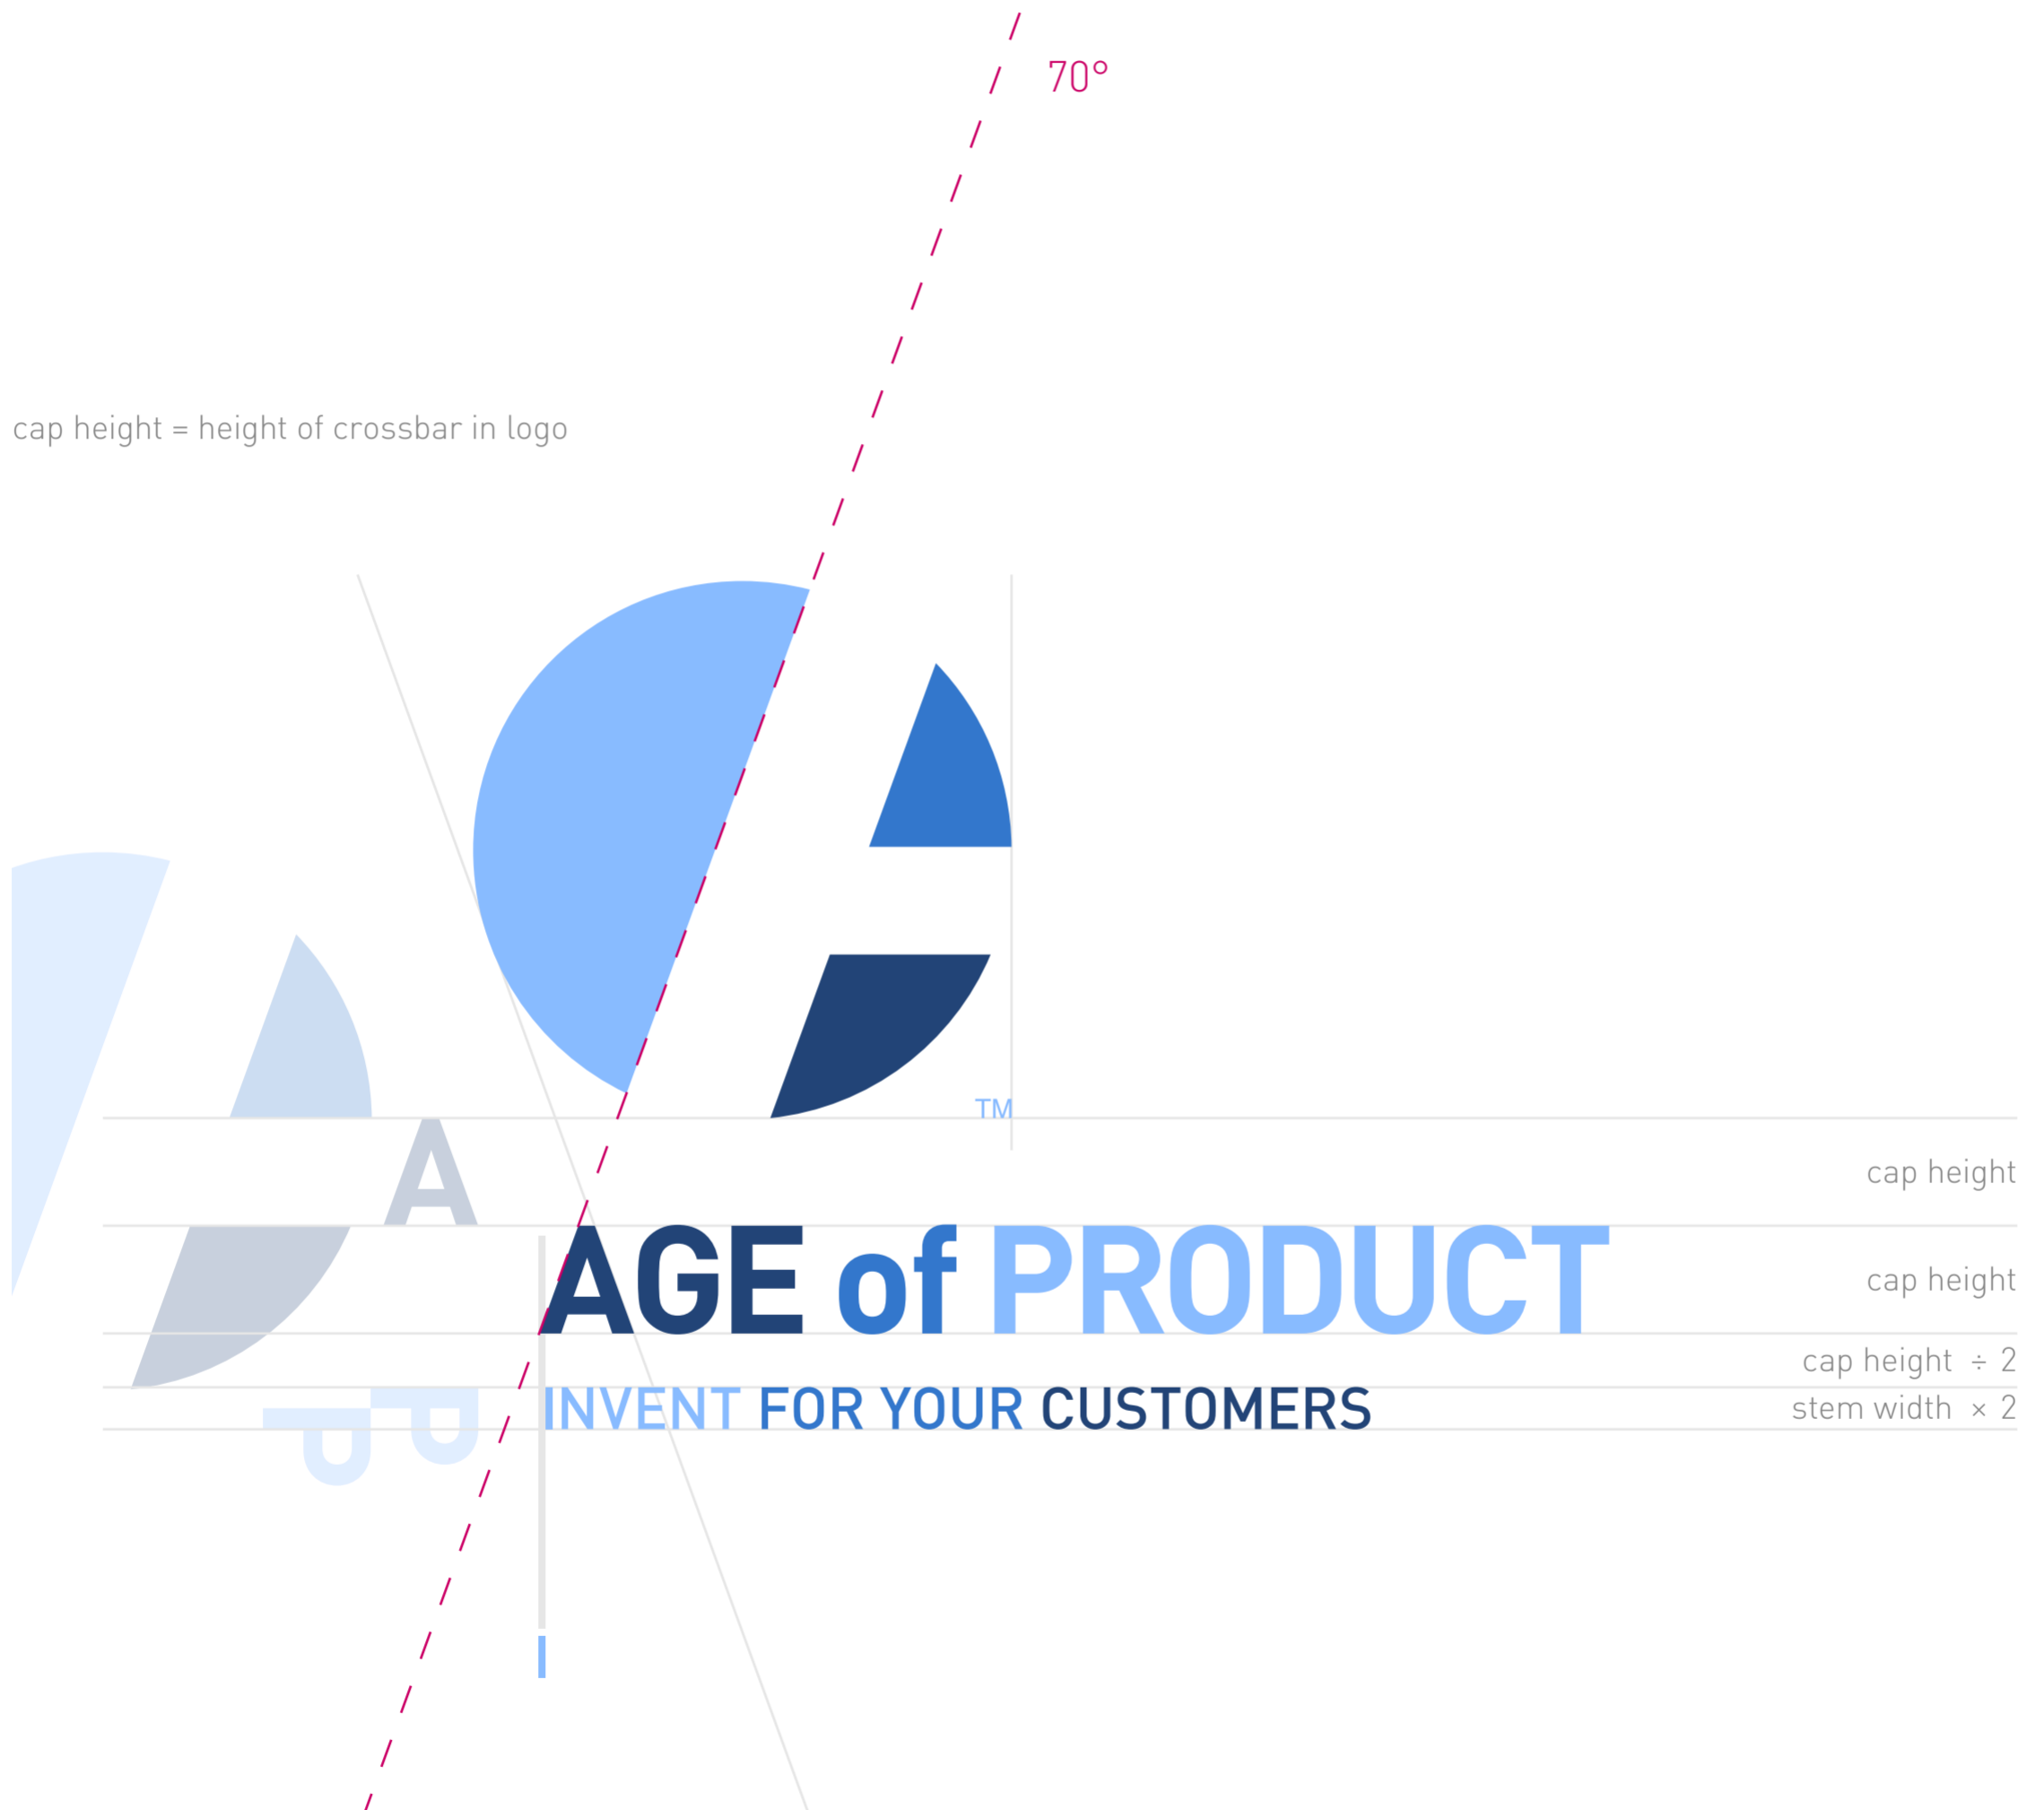 70°
cap height = height of crossbar in logo
TM
A
cap height
AGE of PRODUCT
cap height
cap height ÷ 2
INVENT FOR YOUR CUSTOMERS
stem width × 2
P
P
I